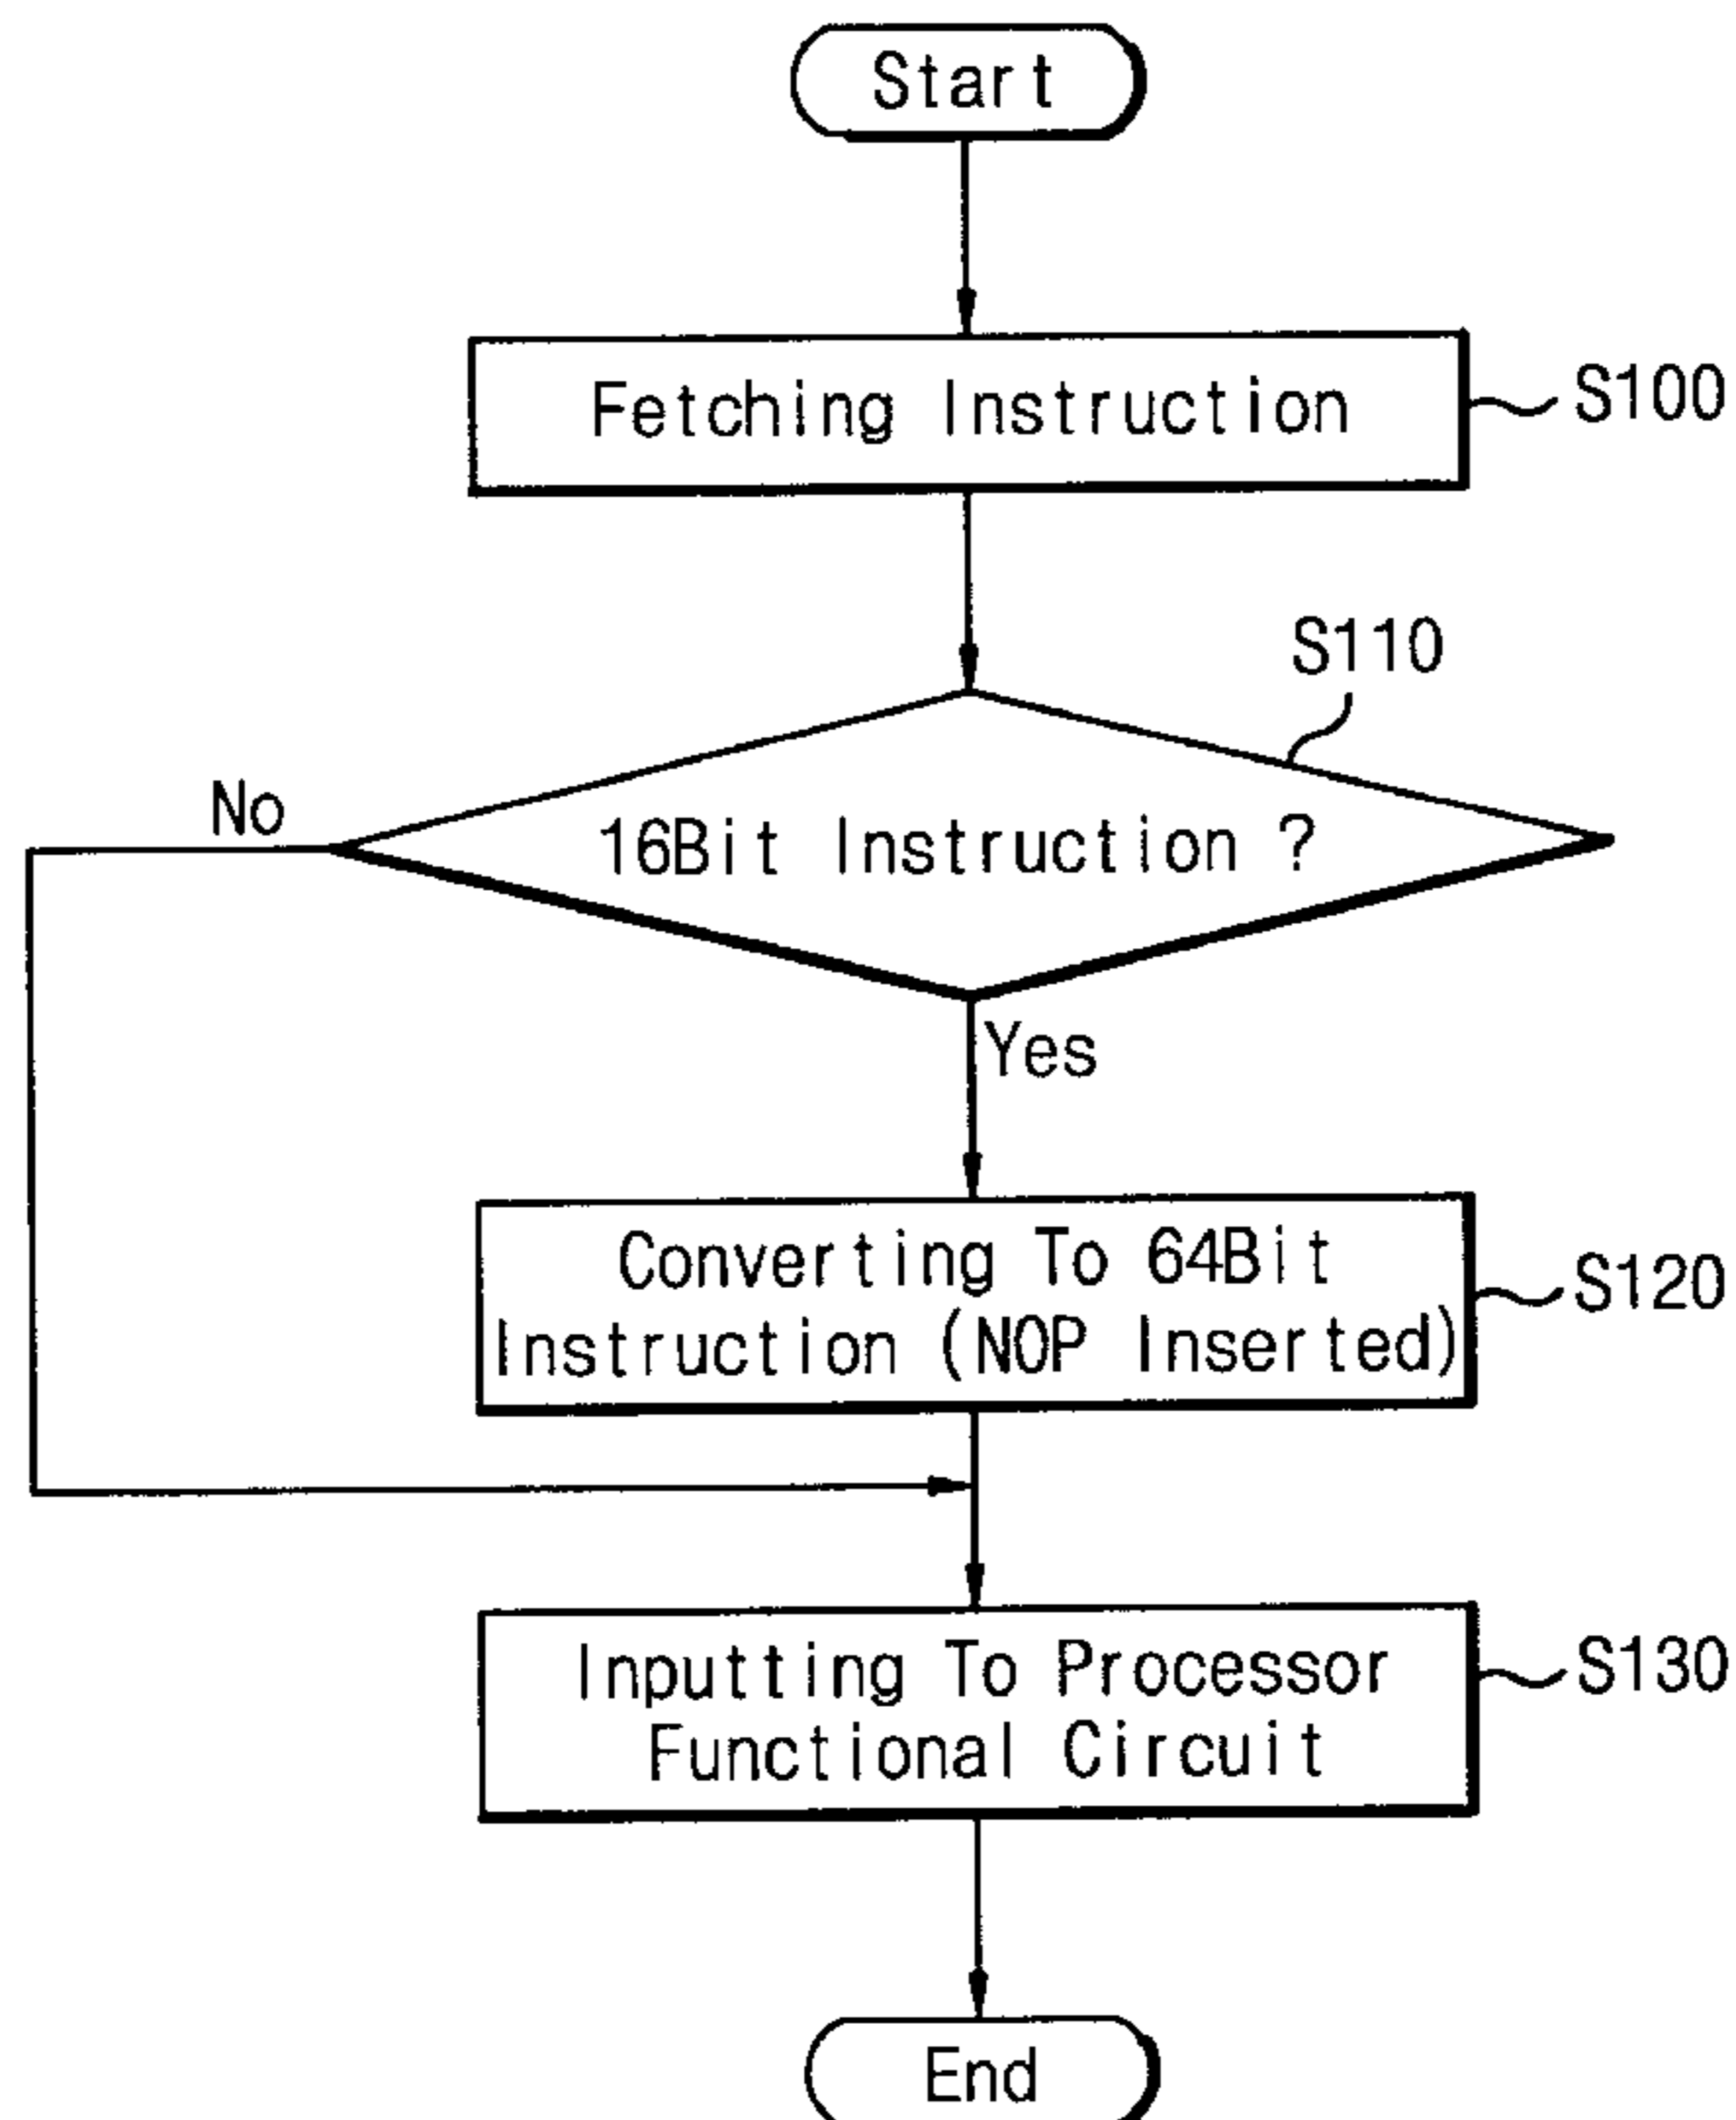 Start
Fetching Instruction
S100
S110
No
16Bit Instruction ?
Yes
Converting To 64Bit
Instruction (NOP Inserted)
S120
Inputting To Processor
Functional Circuit
S130
End